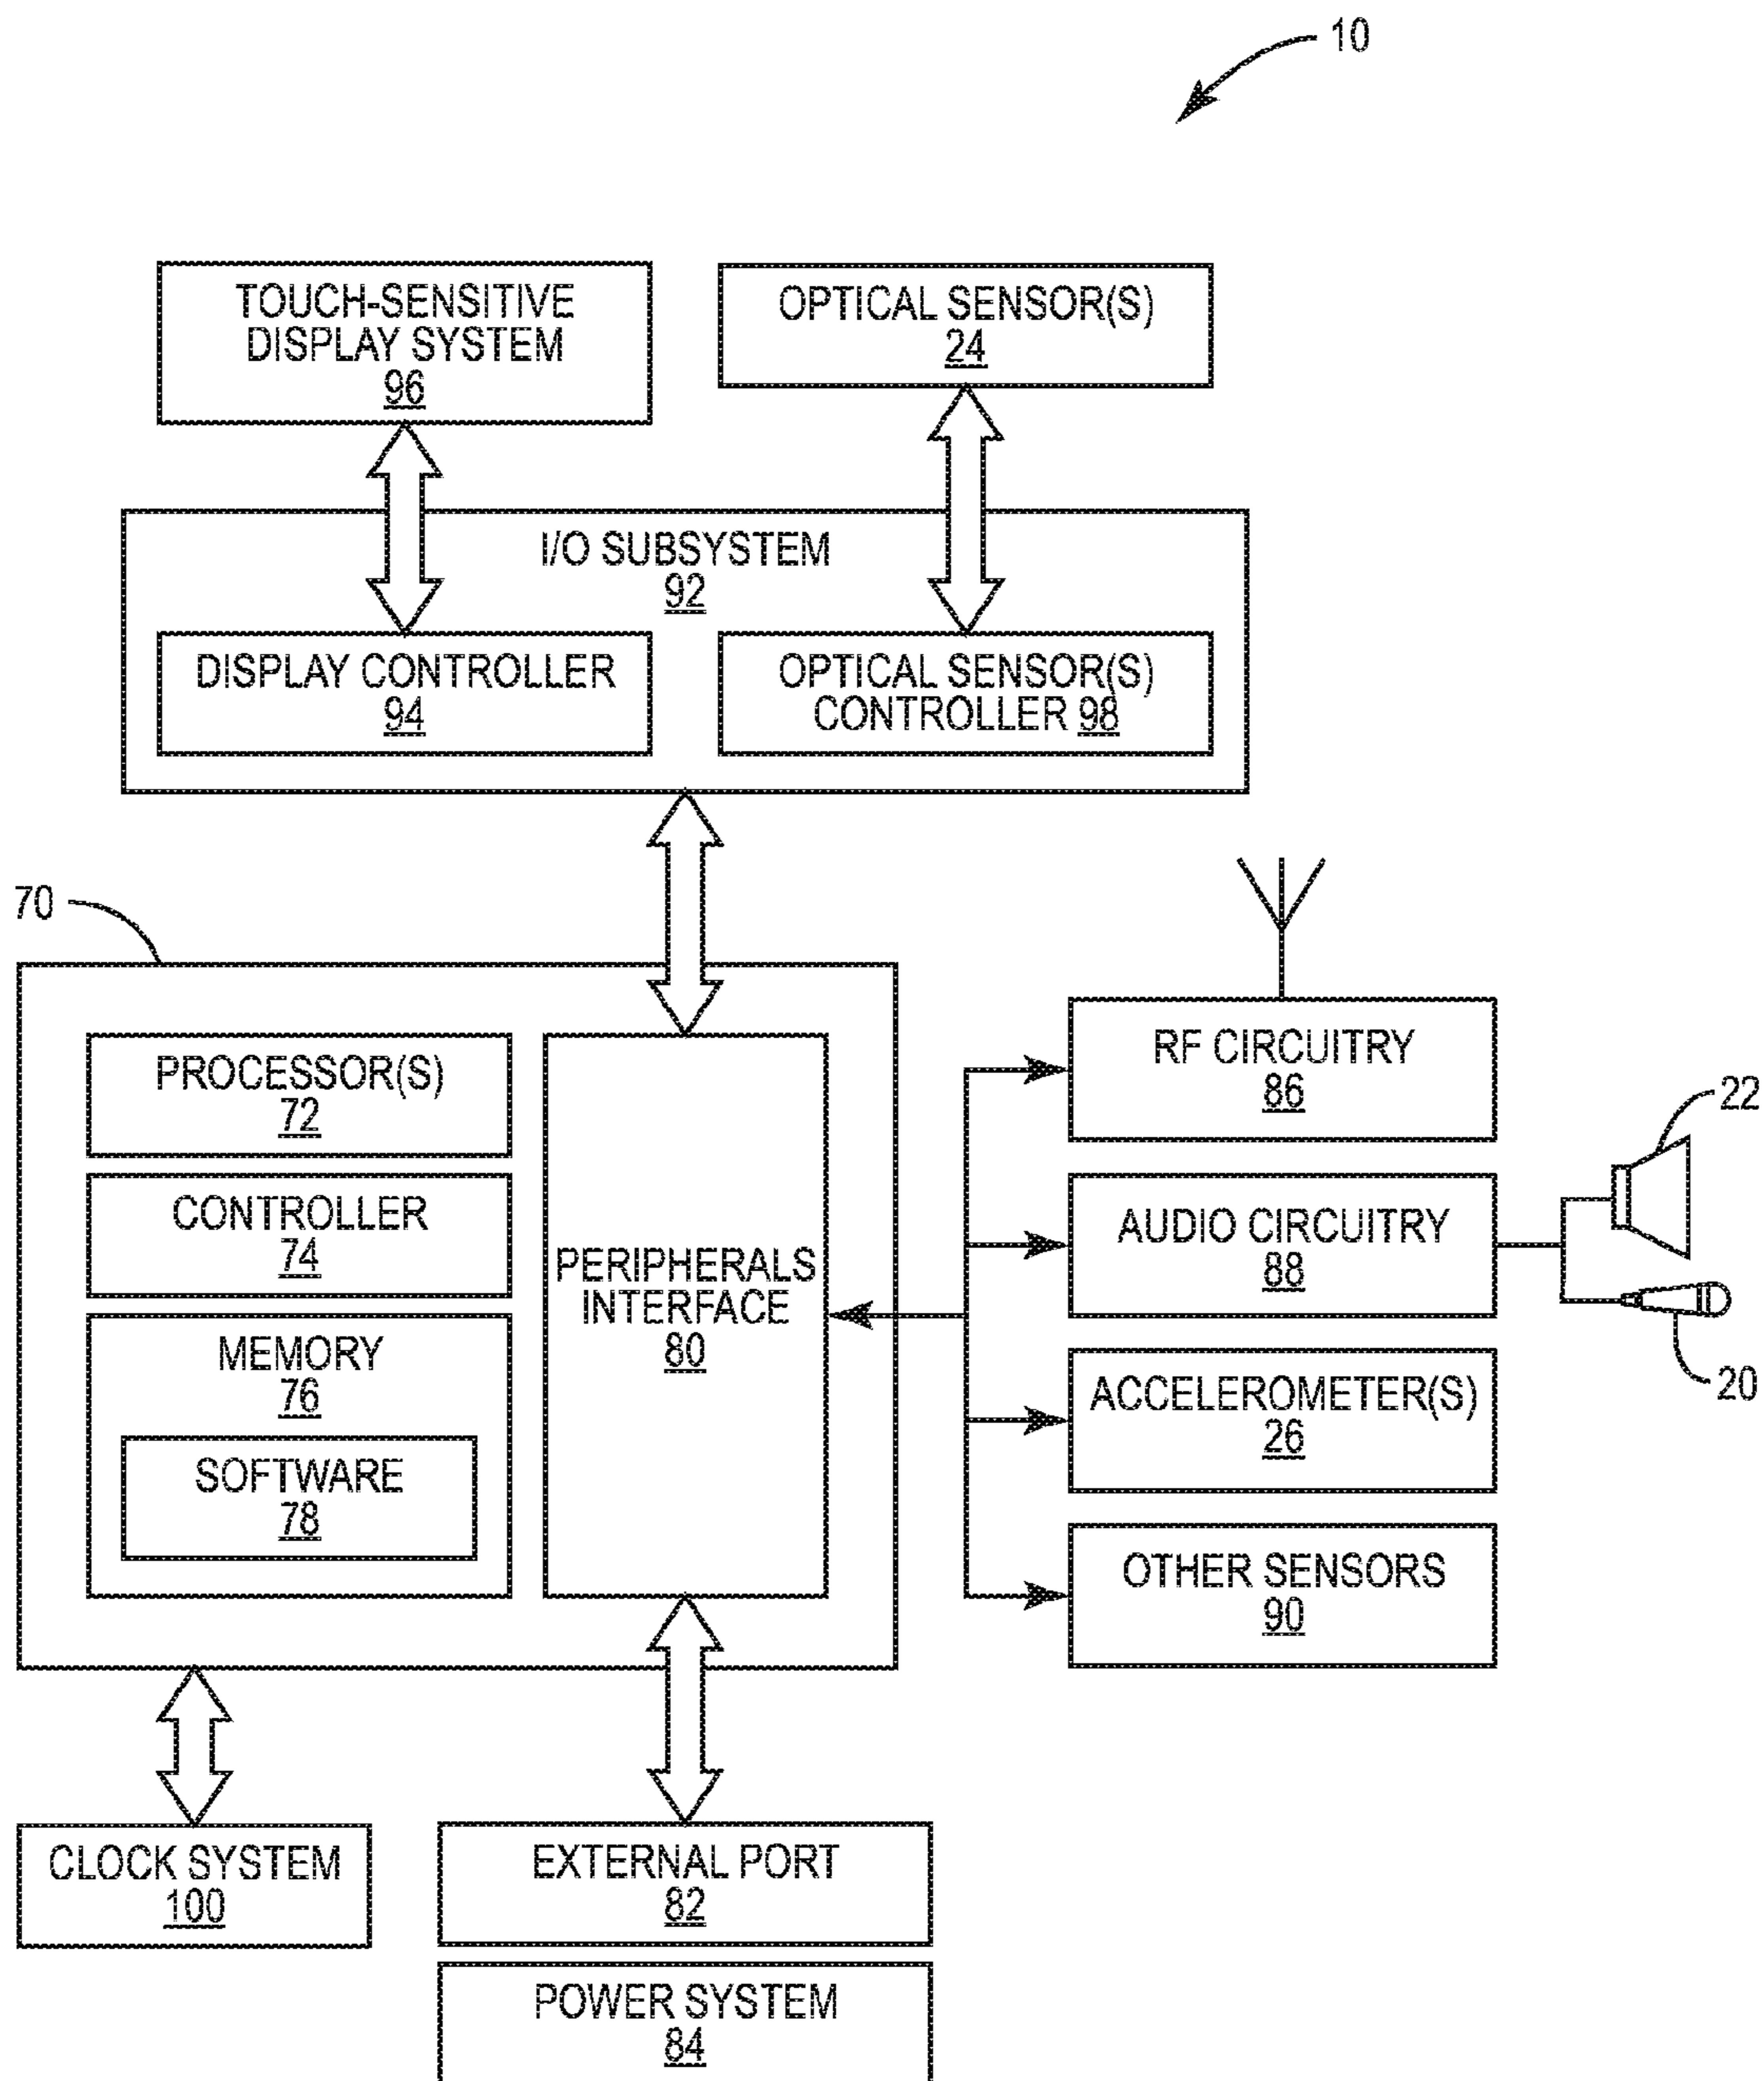 10
TOUCH-SENSITIVE
DISPLAY SYSTEM
96
OPTICAL SENSOR(S)
24
I/O SUBSYSTEM
92
DISPLAY CONTROLLER
94
OPTICAL SENSOR(S)
CONTROLLER 98
70
PROCESSOR(S)
72
CONTROLLER
74
MEMORY
76
SOFTWARE
78
PERIPHERALS
INTERFACE
80
RF CIRCUITRY
86
AUDIO CIRCUITRY
88
22
20
ACCELEROMETER(S)
26
OTHER SENSORS
90
CLOCK SYSTEM
100
EXTERNAL PORT
82
POWER SYSTEM
84